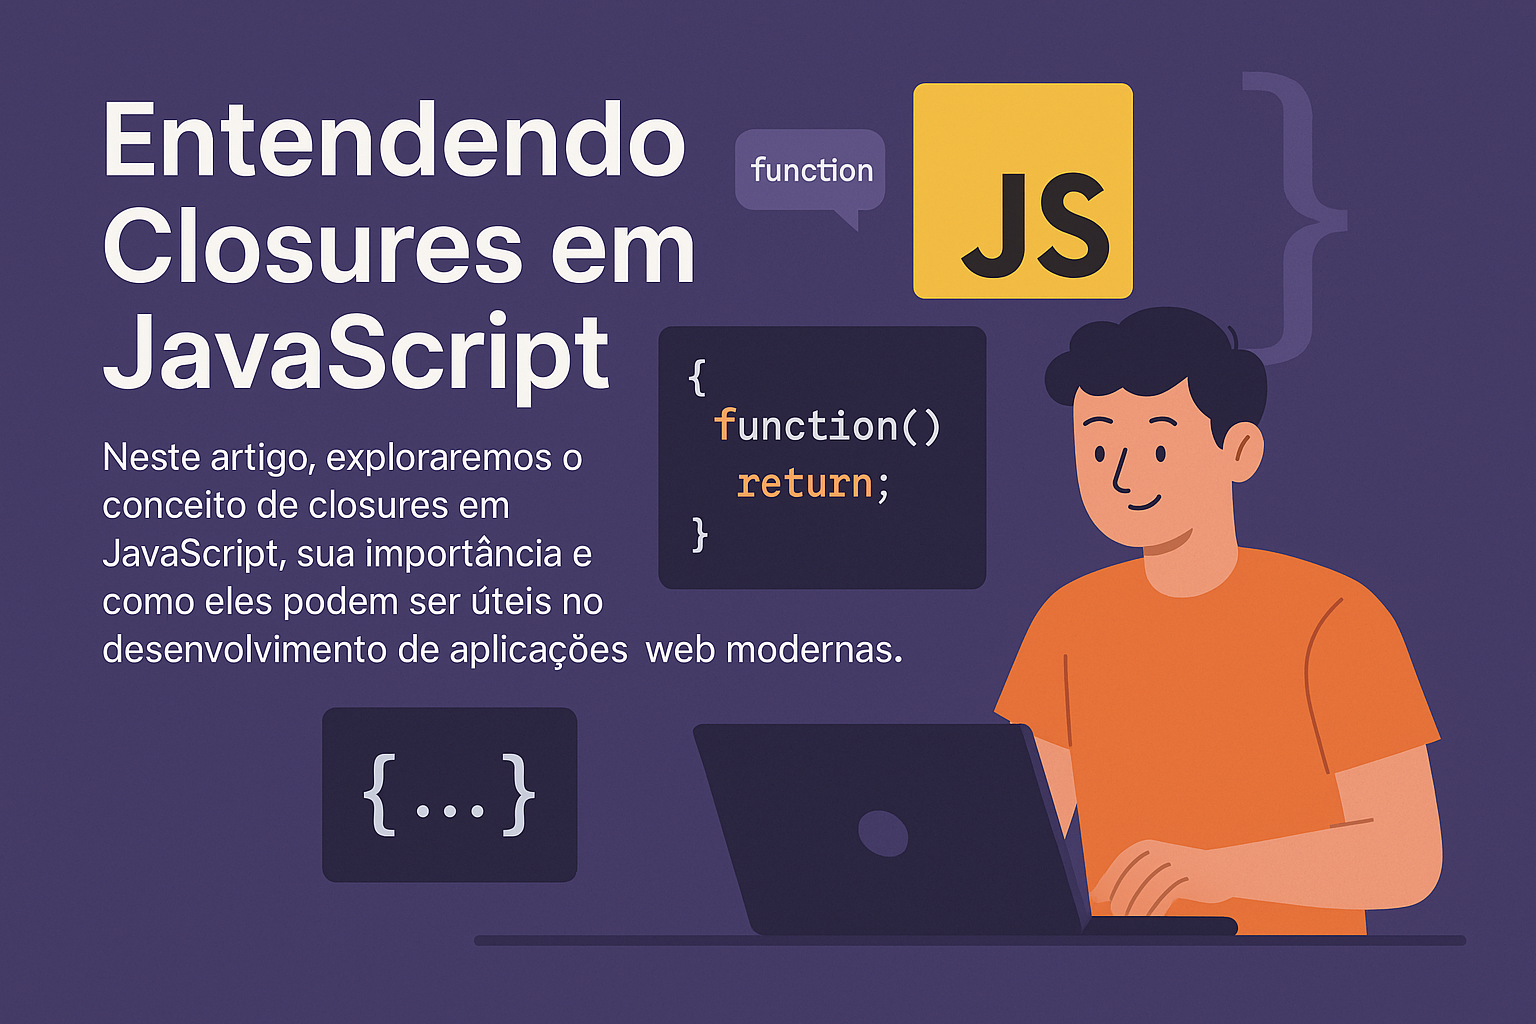 Entendendo
Closures em
JavaScript
Neste artigo, exploraremos o
conceito de closures em
JavaScript, sua importância e
como eles podem ser úteis no
desenvolvimento de aplicações web modernas.
function
JS
{
function()
return;
}
{...}
}